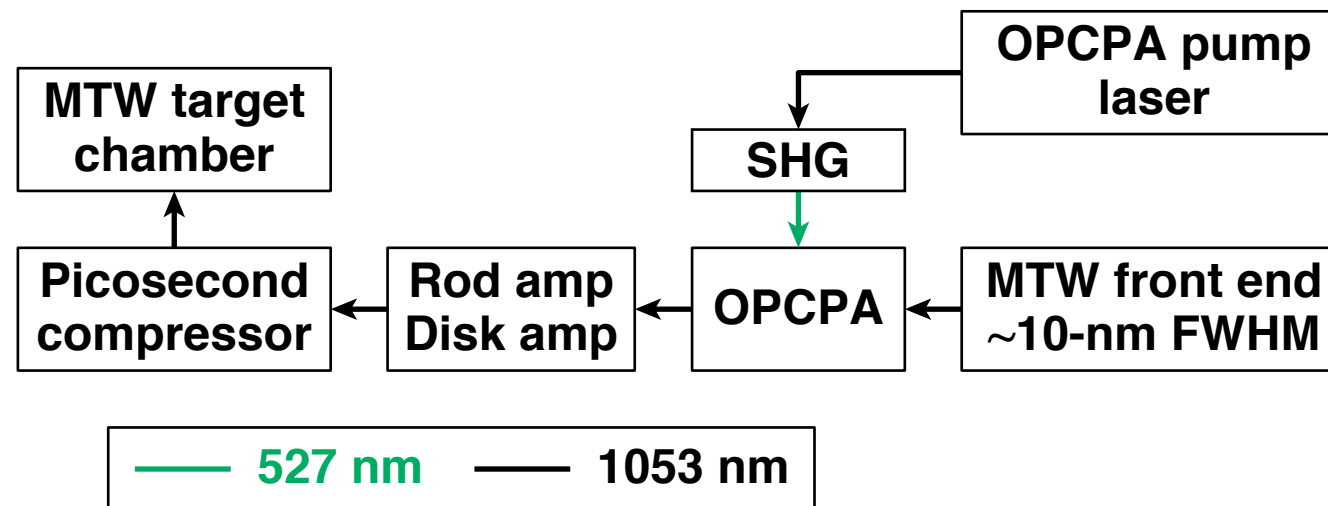 OPCPA pump
laser
MTW target
chamber
SHG
Picosecond
compressor
Rod amp
Disk amp
OPCPA
MTW front end
~10-nm FWHM
527 nm
1053 nm